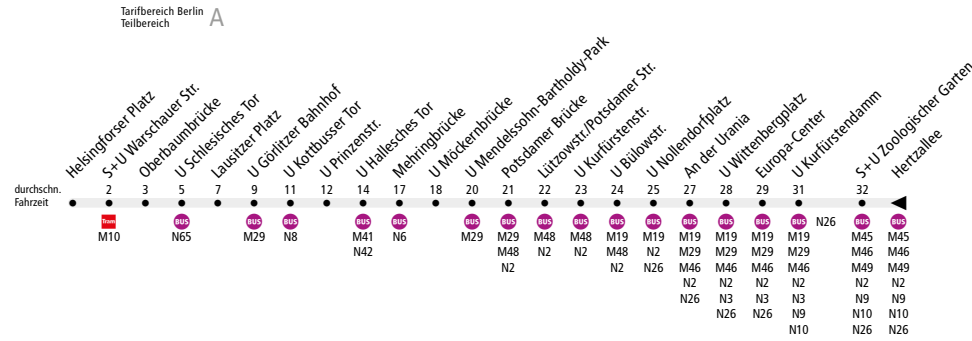 Tarifbereich Berlin
Teilbereich
A
Helsingforser Platz
S+U Warschauer Str.
Oberbaumbrücke
U Schlesisches Tor
Lausitzer Platz
U Görlitzer Bahnhof
U Kottbusser Tor
U Prinzenstr.
U Hallesches Tor
Mehringbrücke
U Möckernbrücke
U Mendelssohn-Bartholdy-Park
Potsdamer Brücke
Lützowstr./Potsdamer Str.
U Kurfürstenstr.
U Bülowstr.
U Nollendorfplatz
An der Urania
U Wittenbergplatz
Europa-Center
U Kurfürstendamm
S+U Zoologischer Garten
Hertzallee
durchschn. 2 3 5 7 9 11 12 14 17 18 20 21 22 23 24 25 27 28 29 31 32
Fahrzeit
Tram BUS BUS BUS BUS BUS BUS BUS BUS BUS BUS BUS BUS BUS BUS BUS N26 BUS BUS
M10 N65 M29 N8 M41 N6 M29 M29 M48 M48 M19 M19 M19 M19 M19 M19 M45 M45
N42 M48 N2 N2 M48 N2 M29 M29 M29 M29 M46 M46
N2 N2 N26 M46 M46 M46 M46 M49 M49
N2 N2 N2 N2 N2 N2
N26 N3 N3 N3 N9 N9
N26 N26 N9 N10 N10
N10 N26 N26